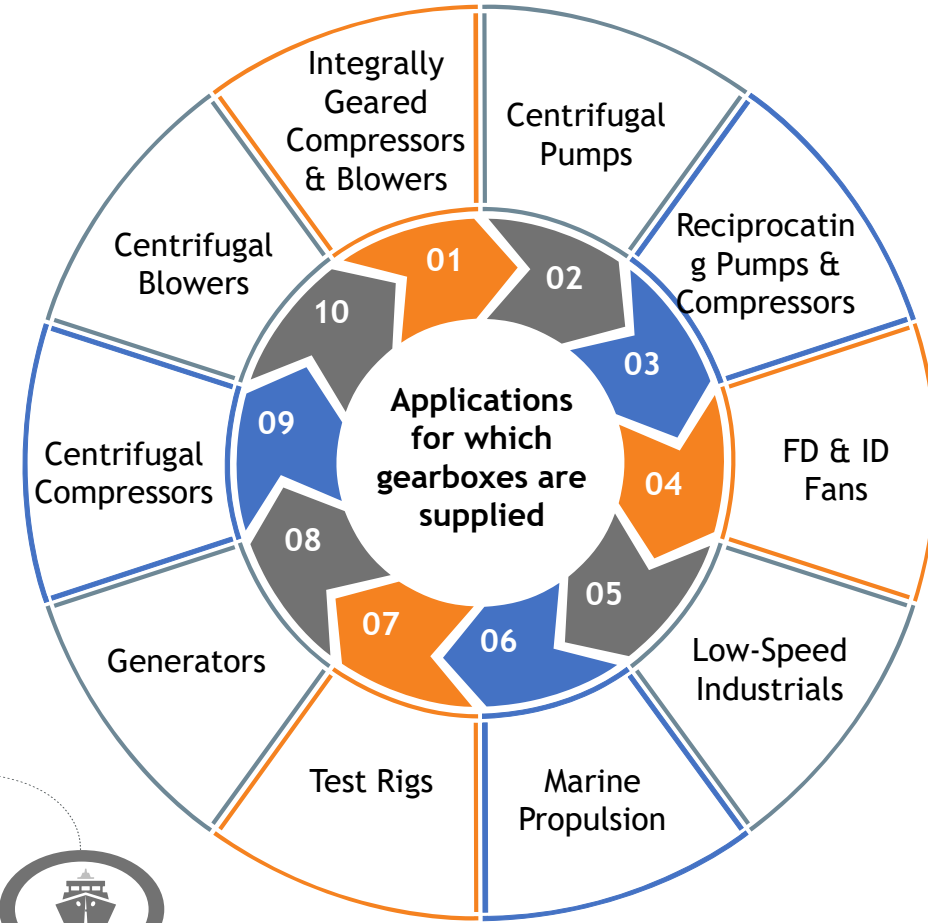 Integrally
Geared
Compressors
& Blowers
Centrifugal
Pumps
Reciprocatin
g Pumps &
Compressors
FD & ID
Fans
Low-Speed
Industrials
Marine
Propulsion
Test Rigs
Generators
Centrifugal
Compressors
Centrifugal
Blowers
01
02
03
04
05
06
07
08
09
10
Applications
for which
gearboxes are
supplied